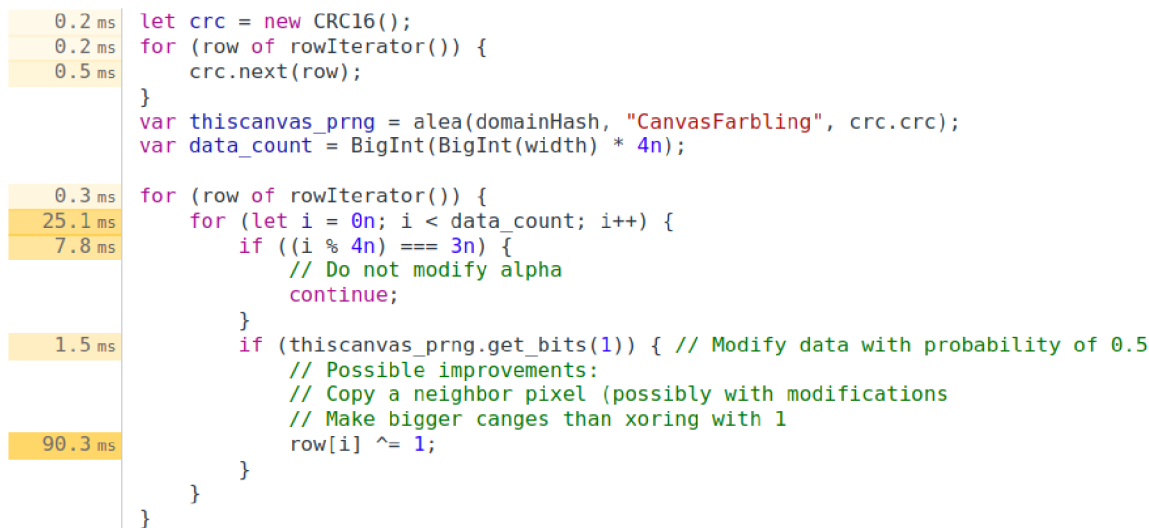 0.2 ms let crc = new CRC16();
0.2 ms for (row of rowIterator()) {
0.5 ms     crc.next(row);
}
var thiscanvas_prng = alea(domainHash, "CanvasFarbling", crc.crc);
var data_count = BigInt(BigInt(width) * 4n);
0.3 ms for (row of rowIterator()) {
25.1 ms     for (let i = 0n; i < data_count; i++) {
7.8 ms         if ((i % 4n) === 3n) {
            // Do not modify alpha
            continue;
        }
1.5 ms         if (thiscanvas_prng.get_bits(1)) { // Modify data with probability of 0.5
            // Possible improvements:
            // Copy a neighbor pixel (possibly with modifications
            // Make bigger canges than xoring with 1
90.3 ms             row[i] ^= 1;
        }
    }
}